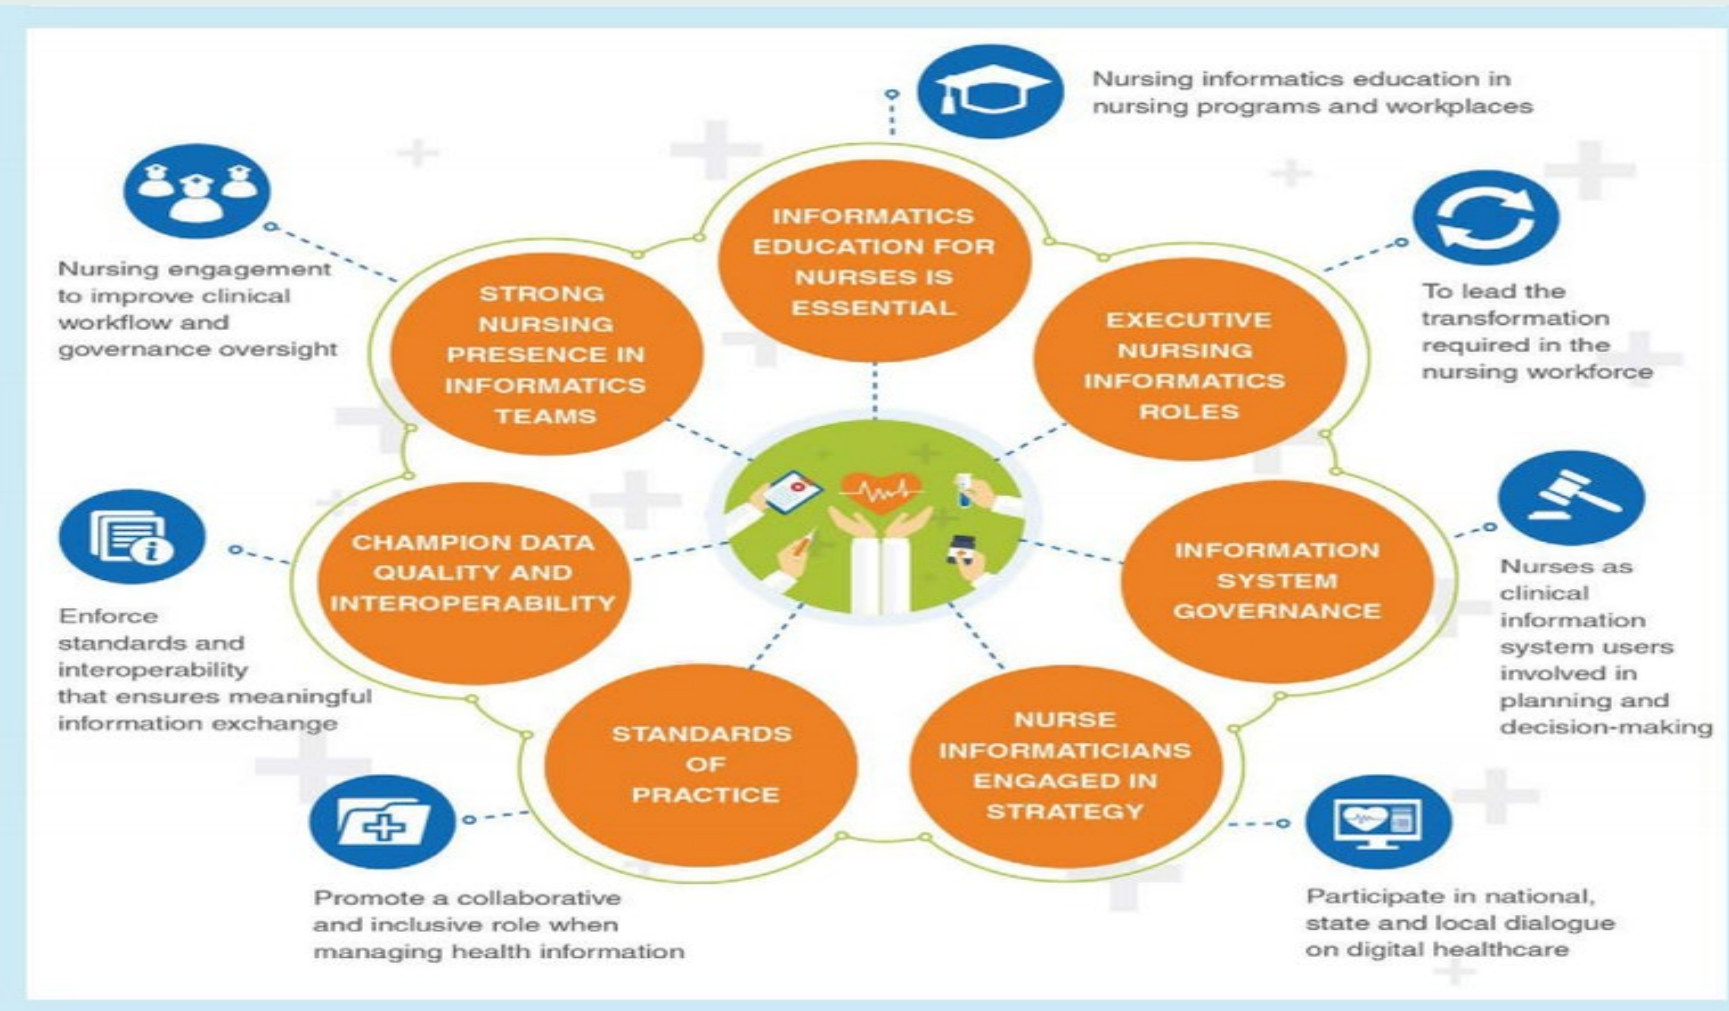 Nursing informatics education in
nursing programs and workplaces
INFORMATICS
EDUCATION FOR
NURSES IS
ESSENTIAL
To lead the
transformation
required in the
nursing workforce
EXECUTIVE
NURSING
INFORMATICS
ROLES
Nurses as
clinical
information
system users
involved in
planning and
decision-making
INFORMATION
SYSTEM
GOVERNANCE
Participate in national,
state and local dialogue
on digital healthcare
NURSE
INFORMATICIANS
ENGAGED IN
STRATEGY
Promote a collaborative
and inclusive role when
managing health information
STANDARDS
OF
PRACTICE
Enforce
standards and
interoperability
that ensures meaningful
information exchange
CHAMPION DATA
QUALITY AND
INTEROPERABILITY
Nursing engagement
to improve clinical
workflow and
governance oversight
STRONG
NURSING
PRESENCE IN
INFORMATICS
TEAMS